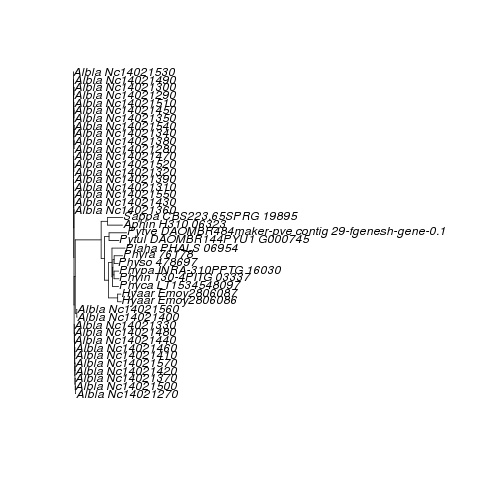 Albla Nc14021530
Albla Nc14021490
Albla Nc14021300
Albla Nc14021290
Albla Nc14021510
Albla Nc14021450
Albla Nc14021350
Albla Nc14021540
Albla Nc14021340
Albla Nc14021380
Albla Nc14021280
Albla Nc14021470
Albla Nc14021520
Albla Nc14021320
Albla Nc14021390
Albla Nc14021310
Albla Nc14021550
Albla Nc14021430
Albla Nc14021360
Sappa CBS223.65SPRG 19895
Aphin H310 06323
Pytve DAOMBR484maker-pve contig 29-fgenesh-gene-0.1
Pytul DAOMBR144PYU1 G000745
Plaha PHALS 06954
Phyra 76178
Physo 478697
Phypa INRA-310PPTG 16030
Phyin T30-4PITG 03337
Phyca LT1534548097
Hyaar Emoy2806087
Hyaar Emoy2806086
Albla Nc14021560
Albla Nc14021400
Albla Nc14021330
Albla Nc14021480
Albla Nc14021440
Albla Nc14021460
Albla Nc14021410
Albla Nc14021570
Albla Nc14021420
Albla Nc14021370
Albla Nc14021500
Albla Nc14021270